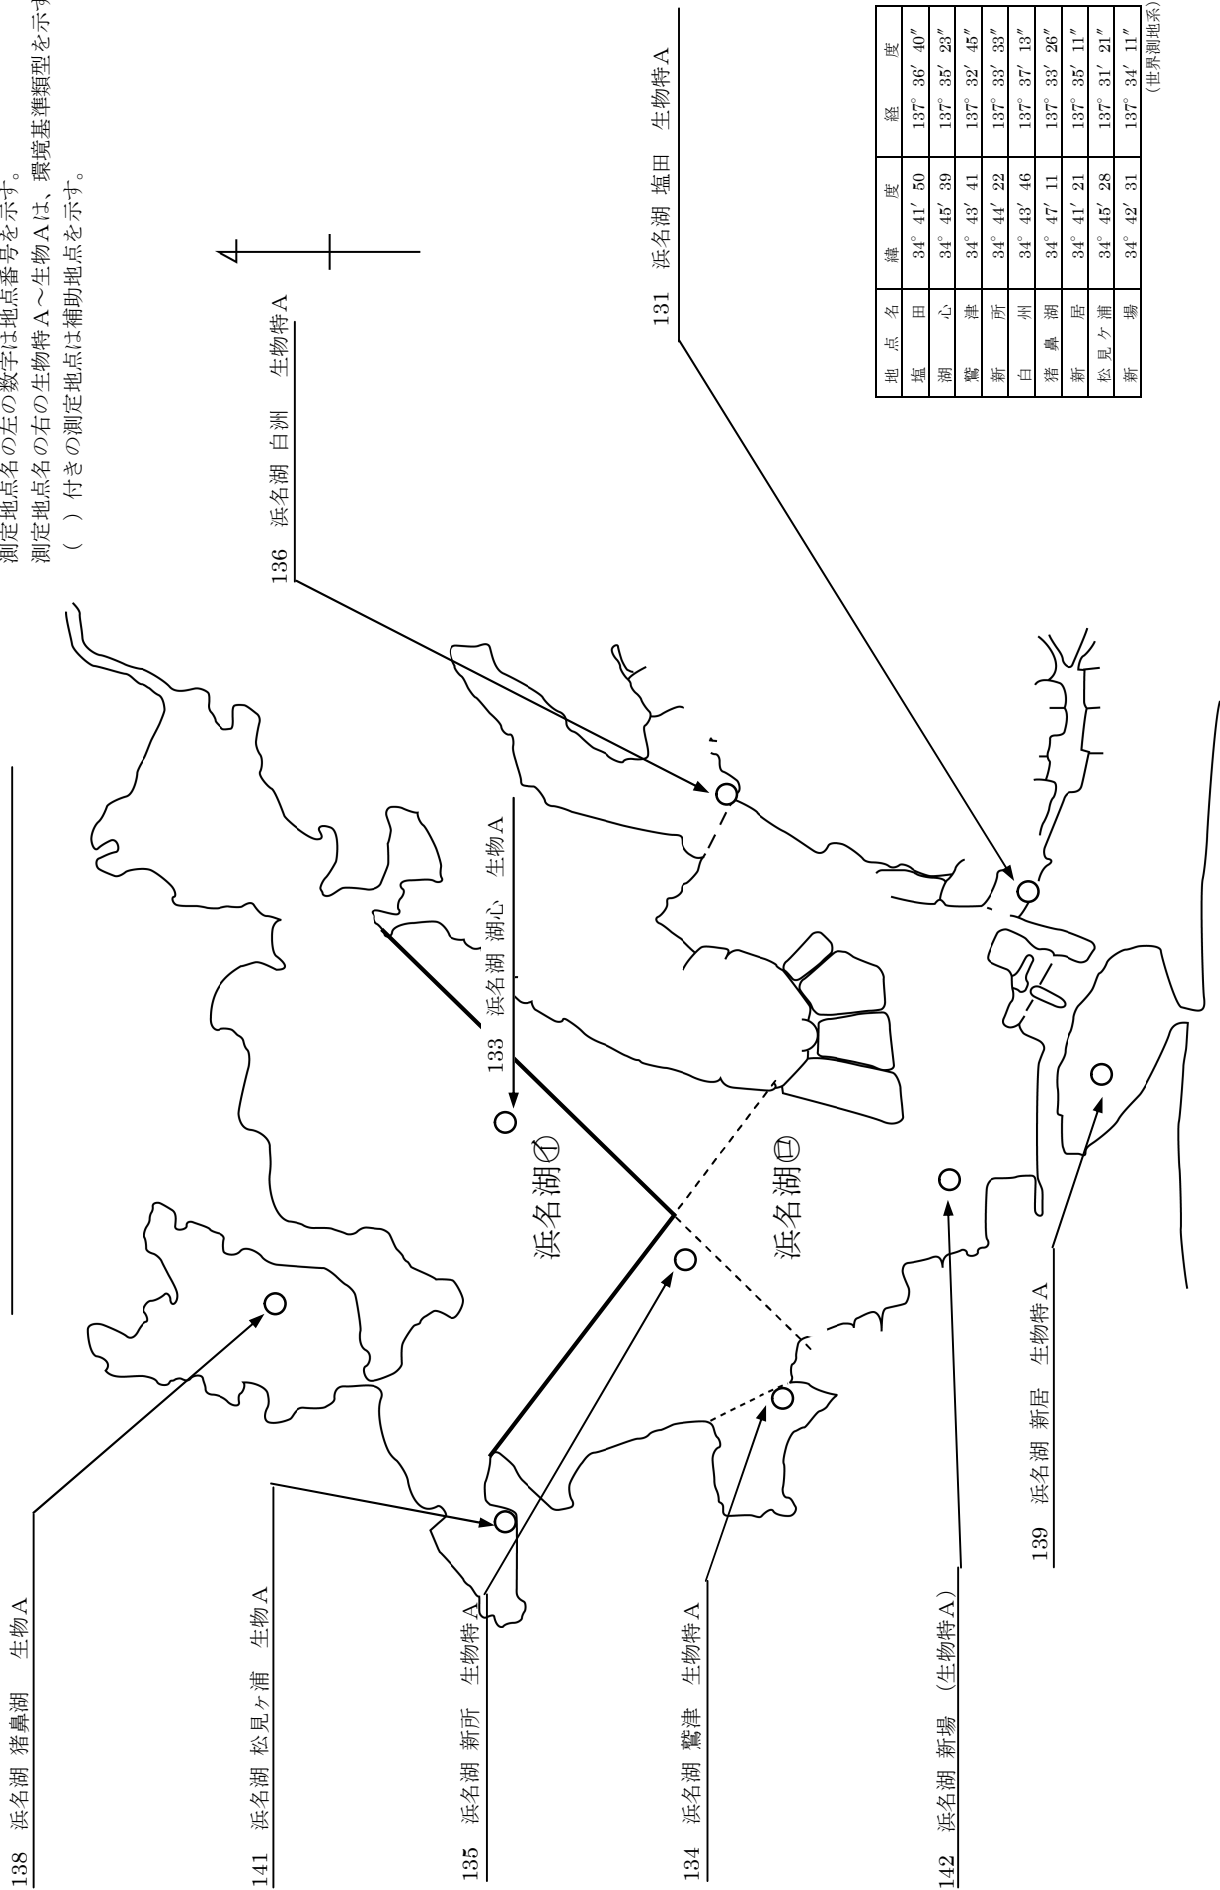 測定地点名の左の数字は地点番号を示す。
測定地点名の右の生物特A～生物Aは、環境基準類型を示す
(　) 付きの測定地点は補助地点を示す。
138　浜名湖 猪鼻湖　生物A
141　浜名湖 松見ヶ浦　生物A
136　浜名湖 白洲　生物特A
135　浜名湖 新所　生物特A
133　浜名湖 湖心　生物A
浜名湖㋑
131　浜名湖 塩田　生物特A
134　浜名湖 鷲津　生物特A
浜名湖㋺
142　浜名湖 新場　(生物特A)
139　浜名湖 新居　生物特A
地 点 名　緯　度　経　度
塩　田　34° 41′ 50　137° 36′ 40″
湖　心　34° 45′ 39　137° 35′ 23″
鷲　津　34° 43′ 41　137° 32′ 45″
新　所　34° 44′ 22　137° 33′ 33″
白　州　34° 43′ 46　137° 37′ 13″
猪 鼻 湖　34° 47′ 11　137° 33′ 26″
新　居　34° 41′ 21　137° 35′ 11″
松見ケ浦　34° 45′ 28　137° 31′ 21″
新　場　34° 42′ 31　137° 34′ 11″
(世界測地系)